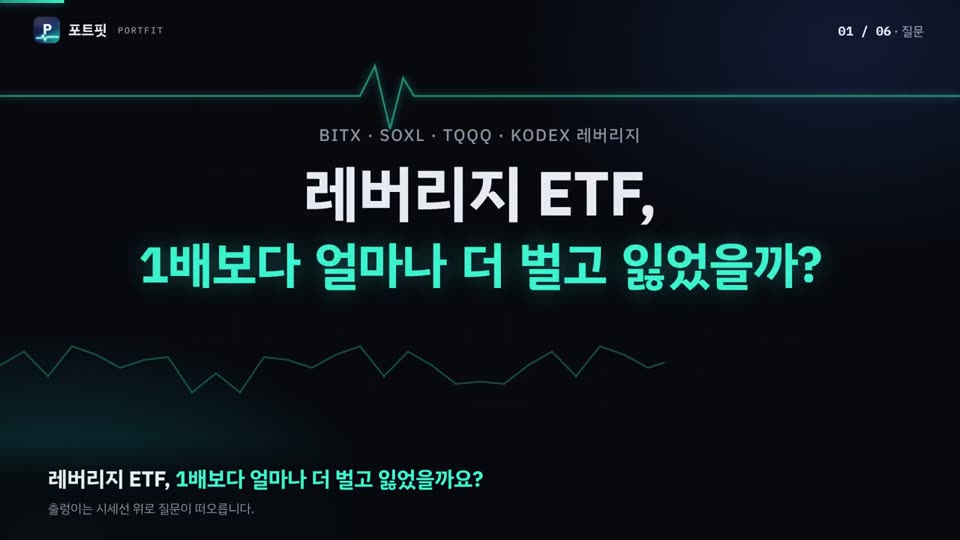 P 포트핏 PORTFIT
01 / 06 · 질문
BITX · SOXL · TQQQ · KODEX 레버리지
레버리지 ETF,
1배보다 얼마나 더 벌고 잃었을까?
레버리지 ETF, 1배보다 얼마나 더 벌고 잃었을까요?
출렁이는 시세선 위로 질문이 떠오릅니다.